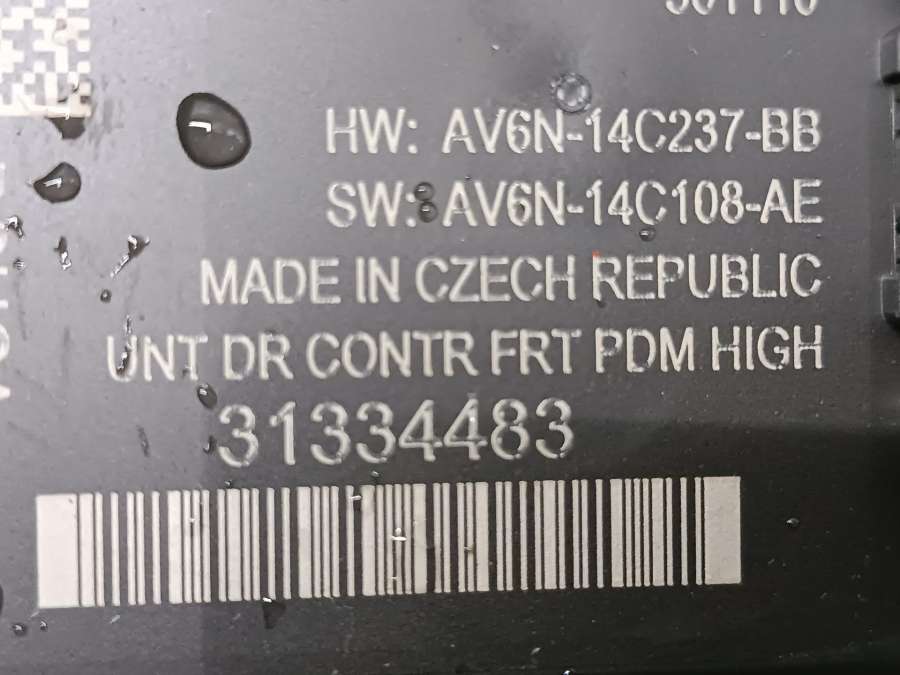 HW: AV6N-14C237-BB
SW: AV6N-14C108-AE
MADE IN CZECH REPUBLIC
UNT DR CONTR FRT PDM HIGH
31334483